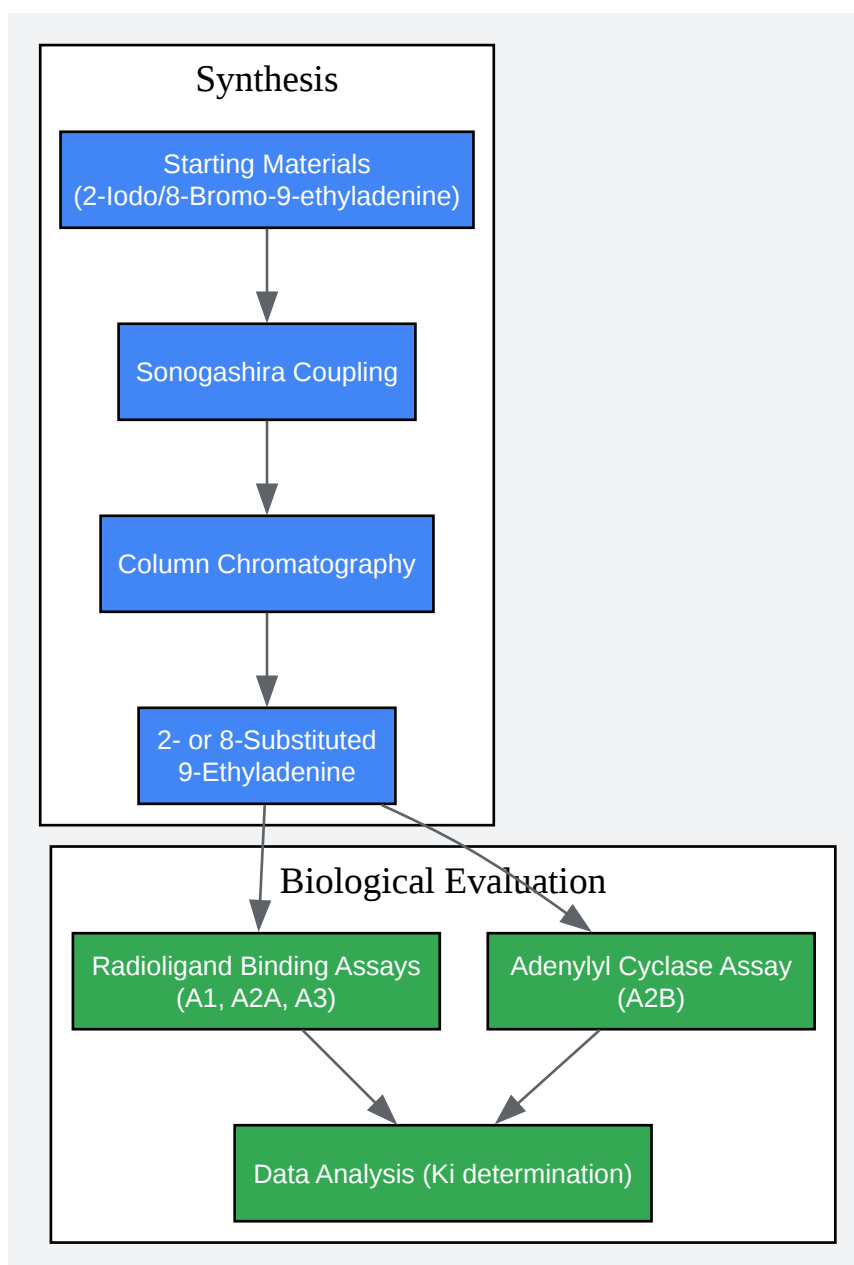 Synthesis
Starting Materials
(2-Iodo/8-Bromo-9-ethyladenine)
Sonogashira Coupling
Column Chromatography
2- or 8-Substituted
9-Ethyladenine
Biological Evaluation
Radioligand Binding Assays
(A1, A2A, A3)
Adenylyl Cyclase Assay
(A2B)
Data Analysis (Ki determination)